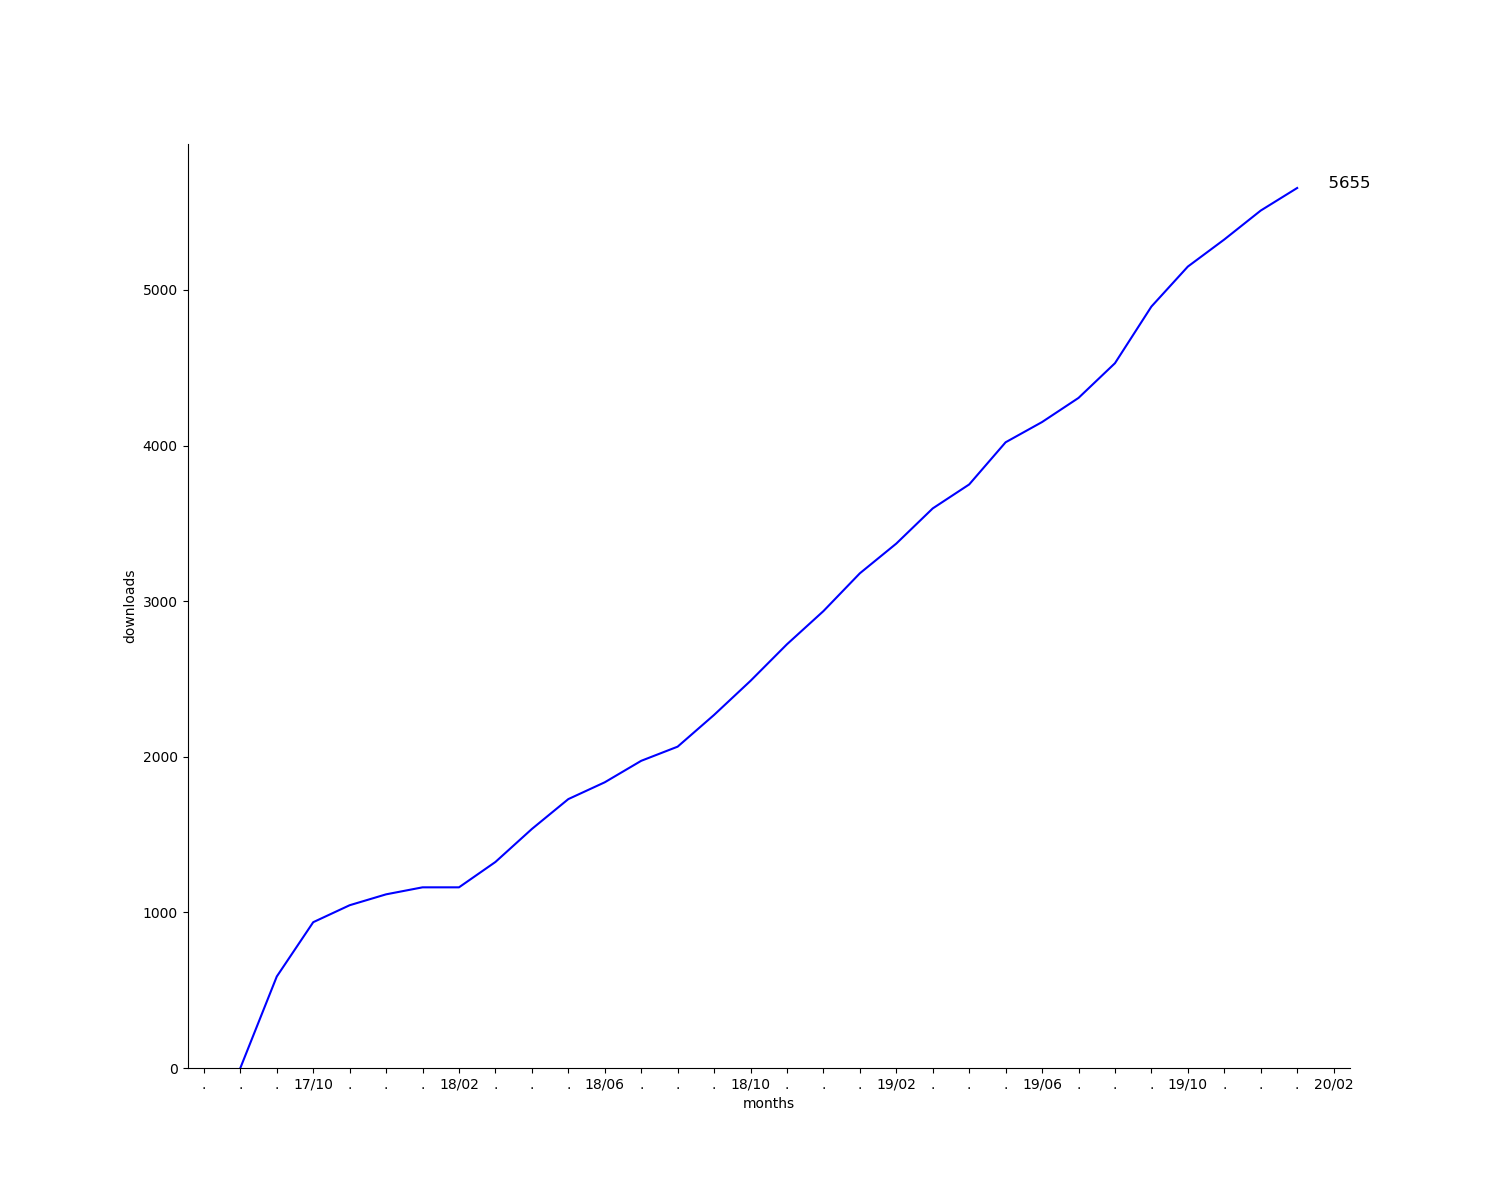 5655
5000
4000
3000
2000
1000
0
downloads
. . . 17/10 . . . 18/02 . . . 18/06 . . . 18/10 . . . 19/02 . . . 19/06 . . . 19/10 . . . 20/02
months